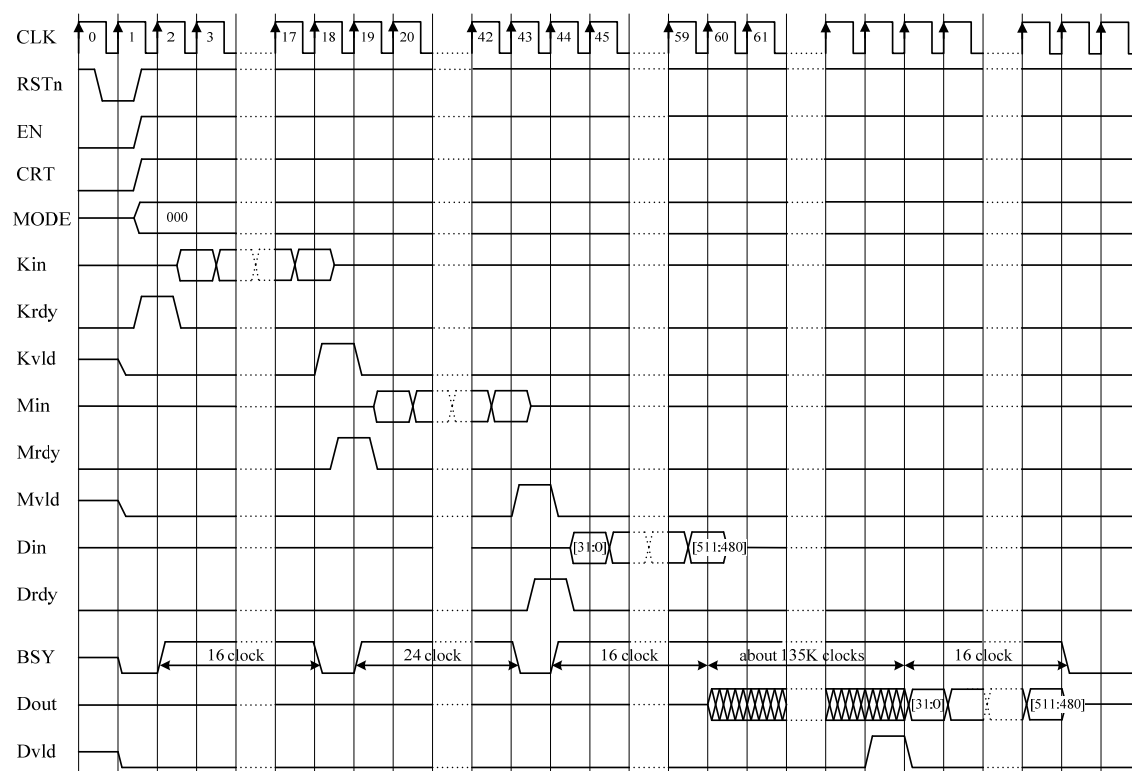 CLK 0 1 2 3 17 18 19 20 42 43 44 45 59 60 61
RSTn
EN
CRT
MODE 000
Kin
Krdy
Kvld
Min
Mrdy
Mvld
Din [31:0] [511:480]
Drdy
BSY 16 clock 24 clock 16 clock about 135K clocks 16 clock
Dout [31:0] [511:480]
Dvld